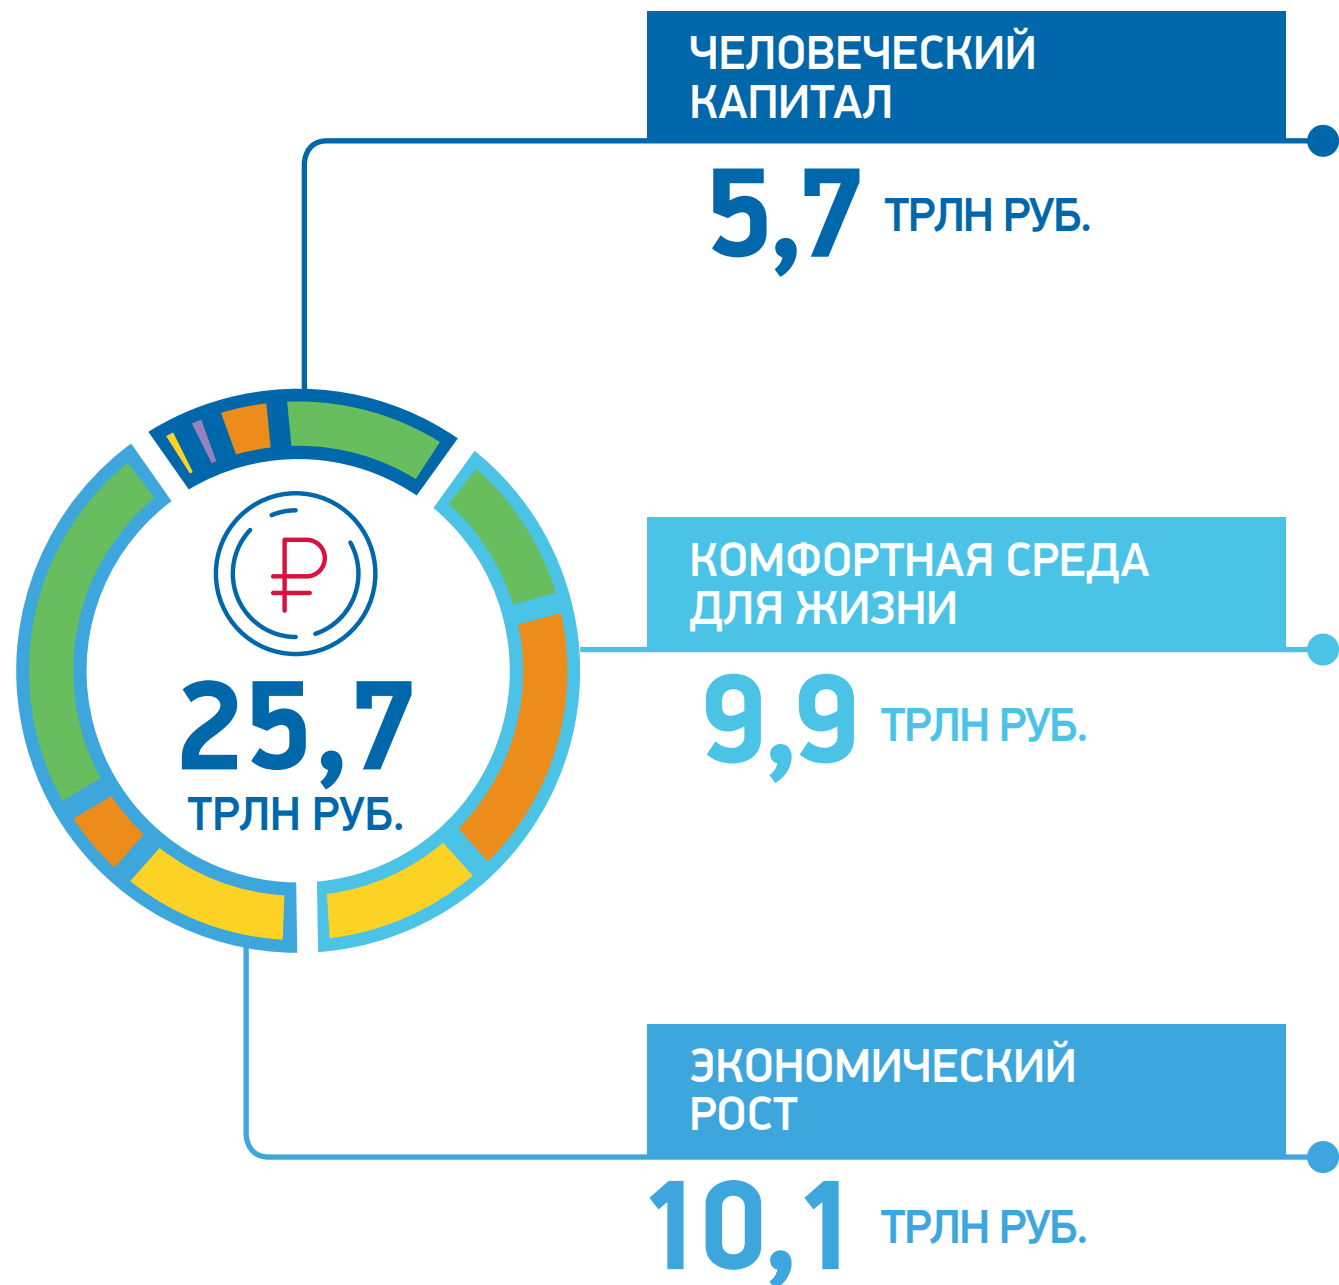 ЧЕЛОВЕЧЕСКИЙ
КАПИТАЛ
5,7 ТРЛН РУБ.
25,7
ТРЛН РУБ.
КОМФОРТНАЯ СРЕДА
ДЛЯ ЖИЗНИ
9,9 ТРЛН РУБ.
ЭКОНОМИЧЕСКИЙ
РОСТ
10,1 ТРЛН РУБ.